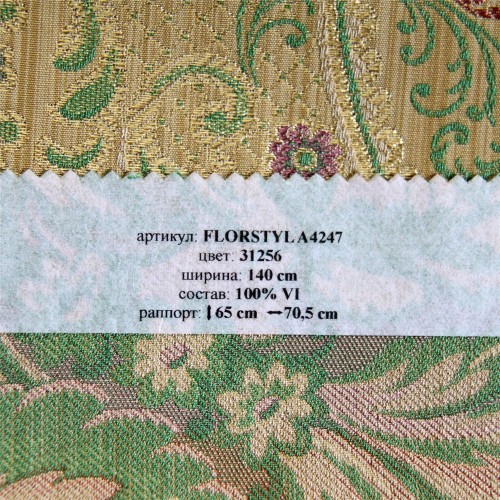 артикул: FLORSTYL A4247
цвет: 31256
ширина: 140 cm
состав: 100% VI
раппорт: ↕65 cm ↔70,5 cm